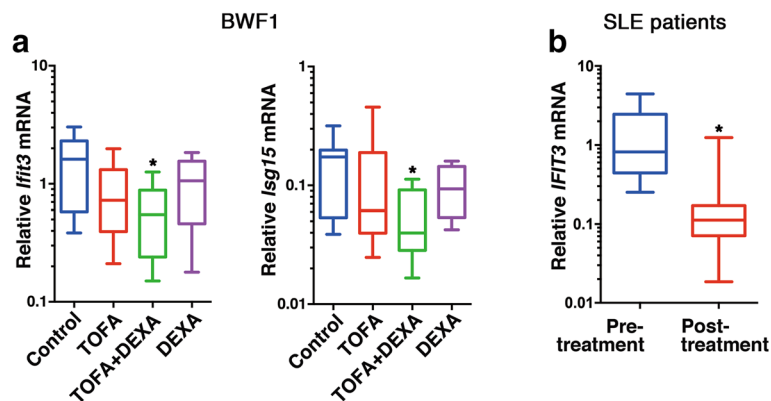 BWF1
SLE patients
a
b
Relative Ifit3 mRNA
10
1
0.1
*
Control
TOFA
TOFA+DEXA
DEXA
Relative Isg15 mRNA
1
0.1
0.01
*
Control
TOFA
TOFA+DEXA
DEXA
Relative IFIT3 mRNA
10
1
0.1
0.01
*
Pre-
treatment
Post-
treatment